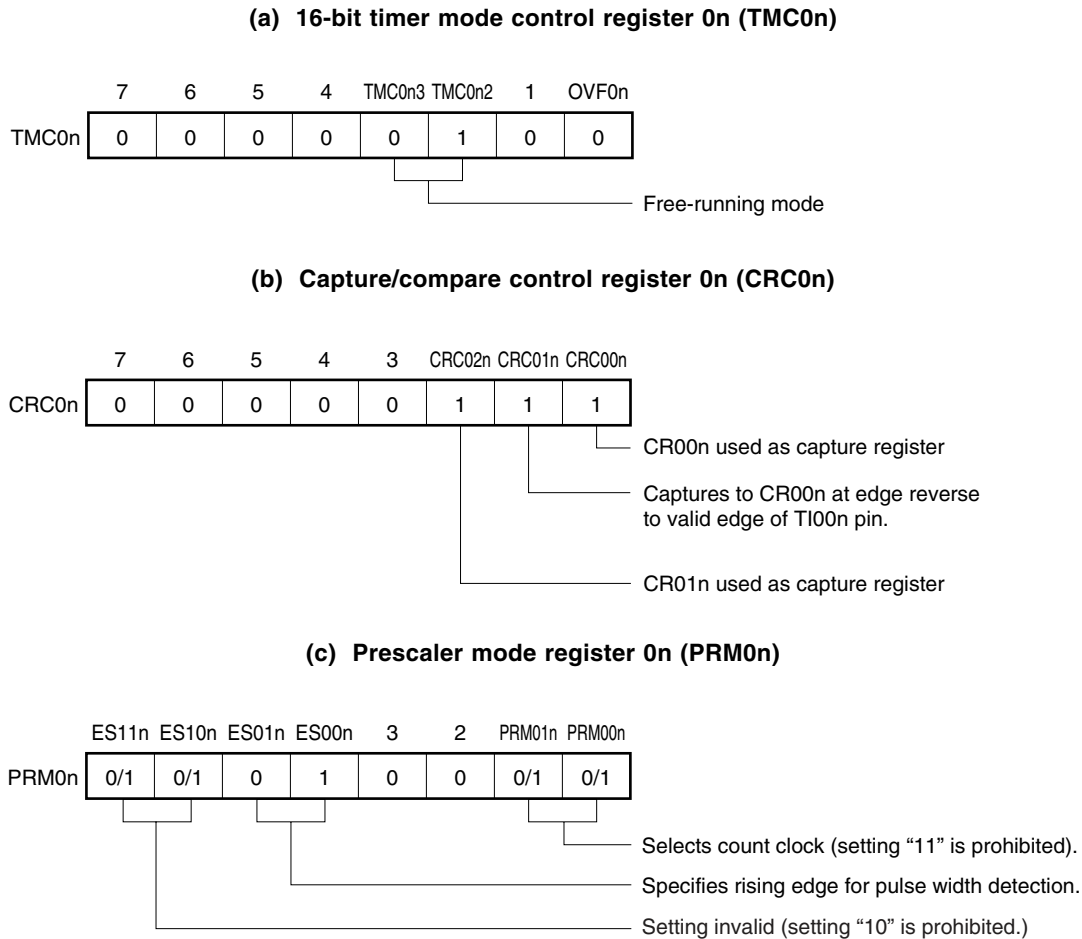 (a) 16-bit timer mode control register 0n (TMC0n)
7 6 5 4 TMC0n3 TMC0n2 1 OVF0n
TMC0n 0 0 0 0 0 1 0 0
Free-running mode
(b) Capture/compare control register 0n (CRC0n)
7 6 5 4 3 CRC02n CRC01n CRC00n
CRC0n 0 0 0 0 0 1 1 1
CR00n used as capture register
Captures to CR00n at edge reverse
to valid edge of TI00n pin.
CR01n used as capture register
(c) Prescaler mode register 0n (PRM0n)
ES11n ES10n ES01n ES00n 3 2 PRM01n PRM00n
PRM0n 0/1 0/1 0 1 0 0 0/1 0/1
Selects count clock (setting “11” is prohibited).
Specifies rising edge for pulse width detection.
Setting invalid (setting “10” is prohibited.)